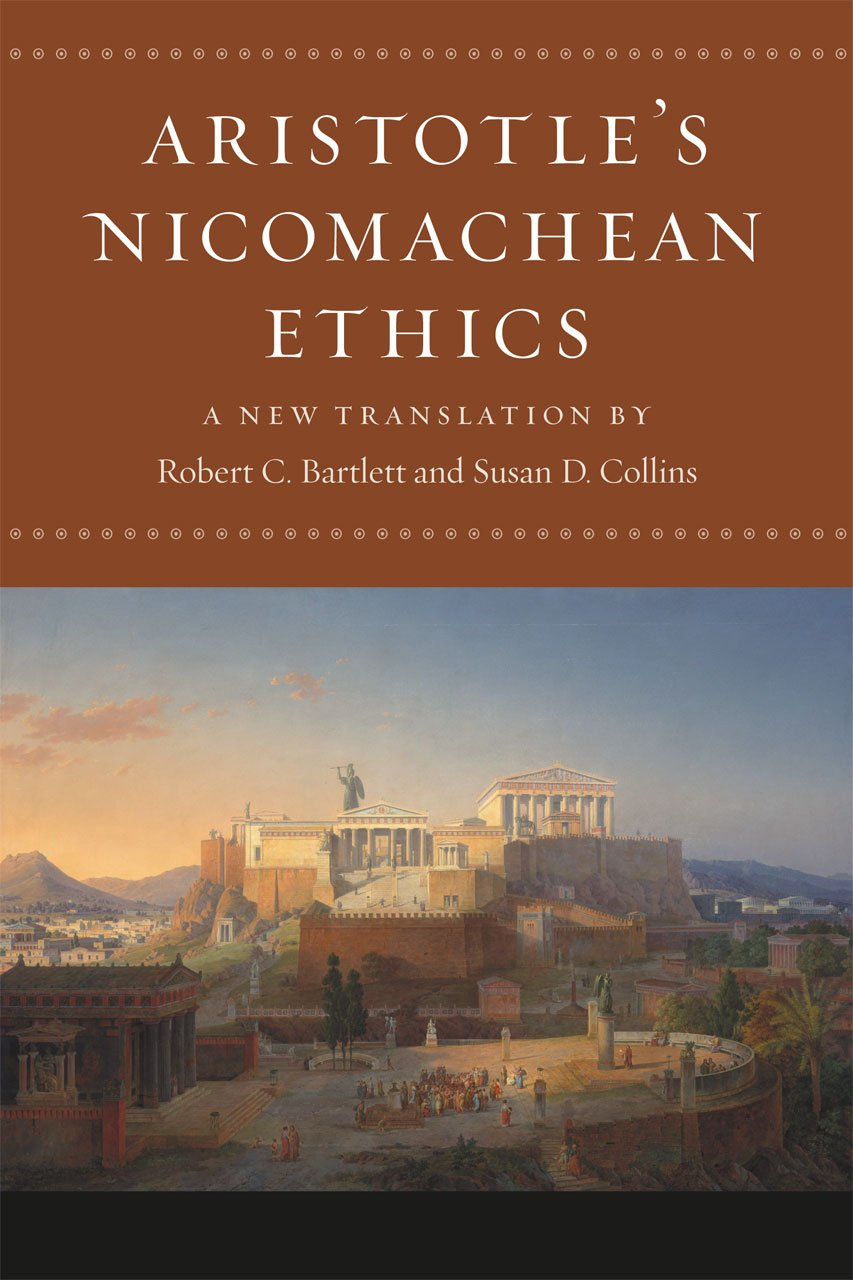 ARISTOTLE'S
NICOMACHEAN
ETHICS
A NEW TRANSLATION BY
Robert C. Bartlett and Susan D. Collins